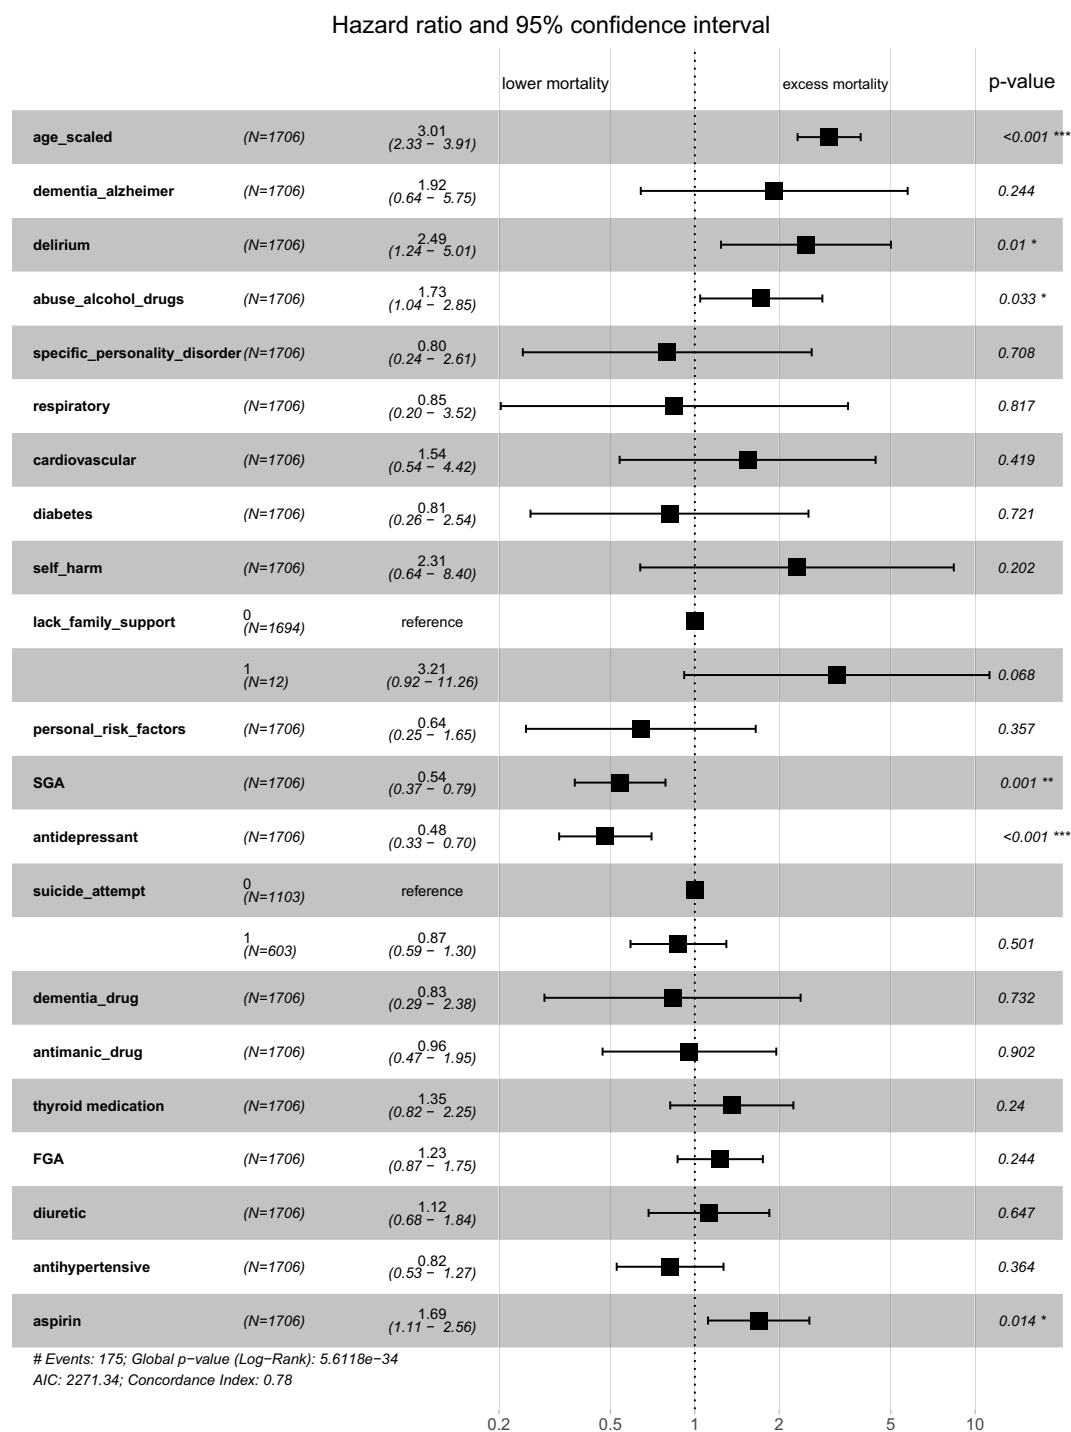 Hazard ratio and 95% confidence interval
lower mortality excess mortality p-value
age_scaled (N=1706) 3.01 (2.33 − 3.91) <0.001 ***
dementia_alzheimer (N=1706) 1.92 (0.64 − 5.75) 0.244
delirium (N=1706) 2.49 (1.24 − 5.01) 0.01 *
abuse_alcohol_drugs (N=1706) 1.73 (1.04 − 2.85) 0.033 *
specific_personality_disorder (N=1706) 0.80 (0.24 − 2.61) 0.708
respiratory (N=1706) 0.85 (0.20 − 3.52) 0.817
cardiovascular (N=1706) 1.54 (0.54 − 4.42) 0.419
diabetes (N=1706) 0.81 (0.26 − 2.54) 0.721
self_harm (N=1706) 2.31 (0.64 − 8.40) 0.202
lack_family_support 0 (N=1694) reference
1 (N=12) 3.21 (0.92 − 11.26) 0.068
personal_risk_factors (N=1706) 0.64 (0.25 − 1.65) 0.357
SGA (N=1706) 0.54 (0.37 − 0.79) 0.001 **
antidepressant (N=1706) 0.48 (0.33 − 0.70) <0.001 ***
suicide_attempt 0 (N=1103) reference
1 (N=603) 0.87 (0.59 − 1.30) 0.501
dementia_drug (N=1706) 0.83 (0.29 − 2.38) 0.732
antimanic_drug (N=1706) 0.96 (0.47 − 1.95) 0.902
thyroid medication (N=1706) 1.35 (0.82 − 2.25) 0.24
FGA (N=1706) 1.23 (0.87 − 1.75) 0.244
diuretic (N=1706) 1.12 (0.68 − 1.84) 0.647
antihypertensive (N=1706) 0.82 (0.53 − 1.27) 0.364
aspirin (N=1706) 1.69 (1.11 − 2.56) 0.014 *
# Events: 175; Global p−value (Log−Rank): 5.6118e−34
AIC: 2271.34; Concordance Index: 0.78
0.2 0.5 1 2 5 10